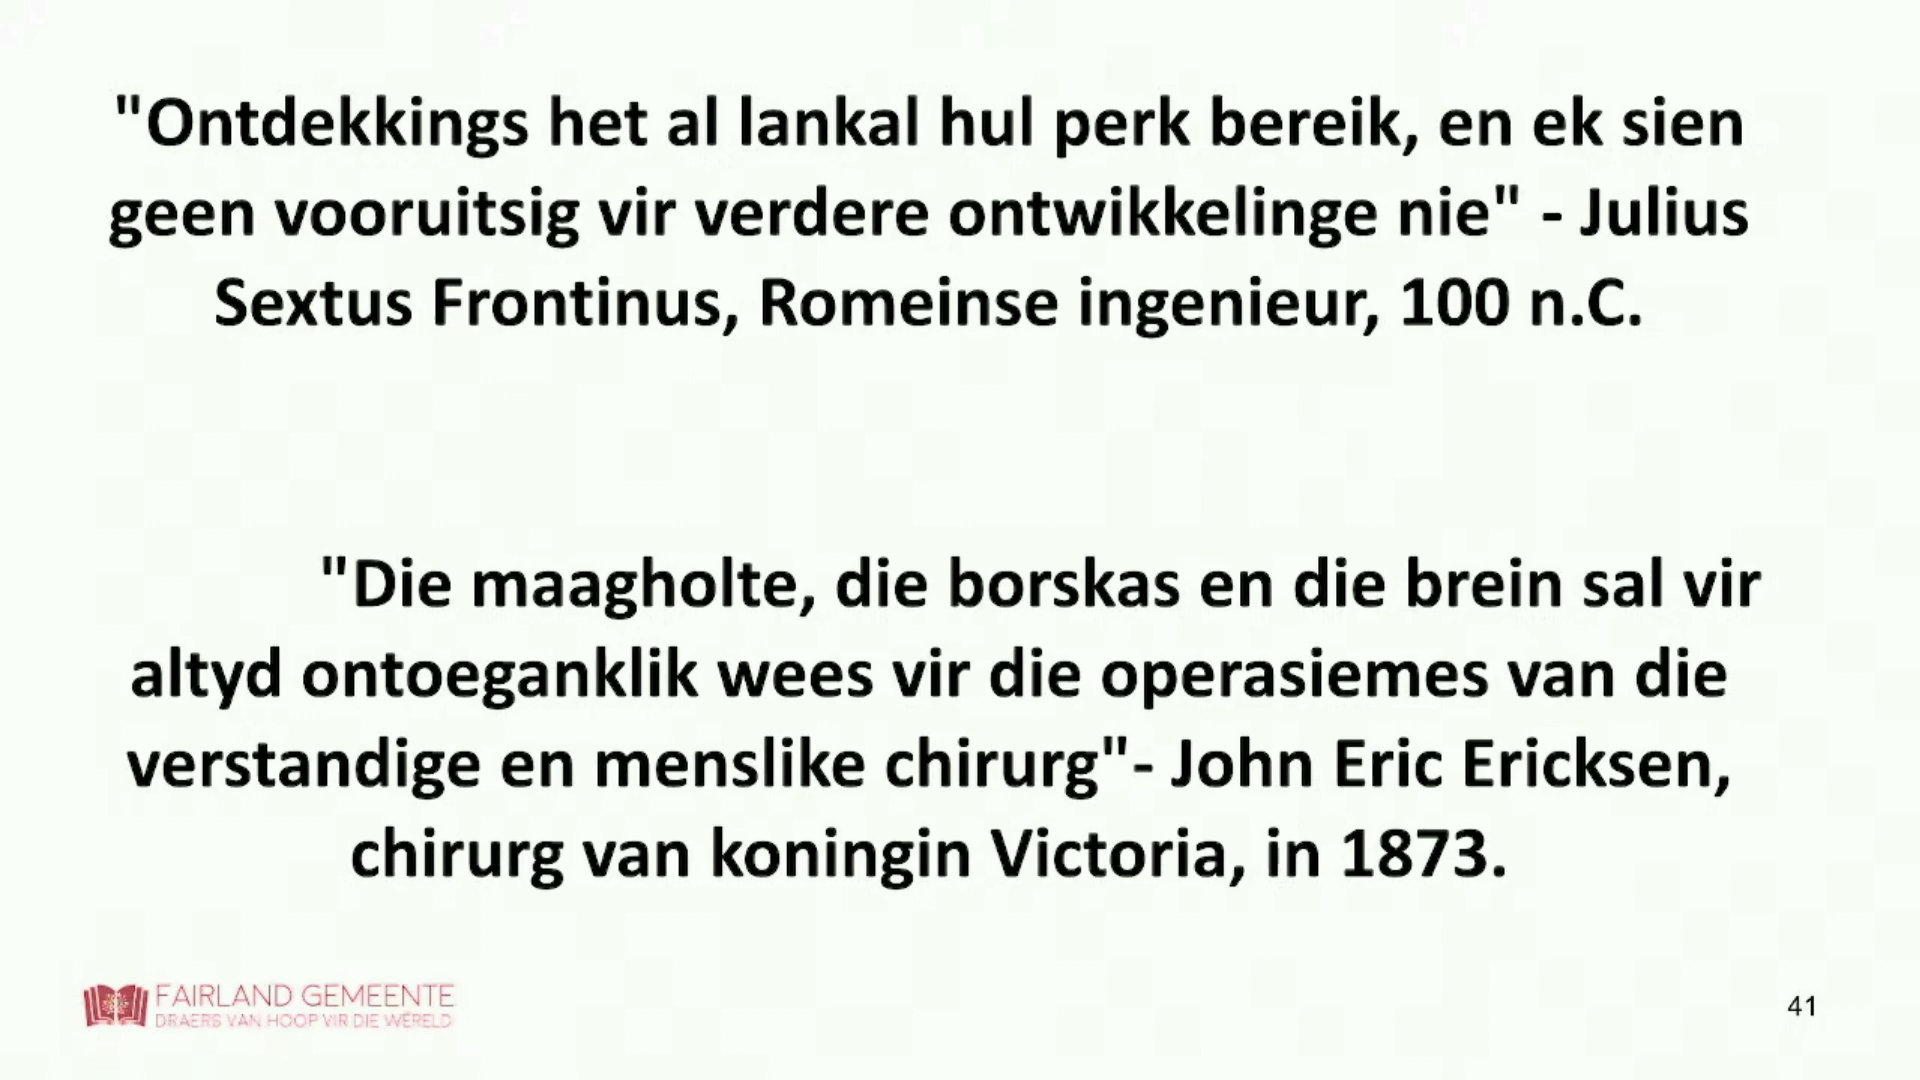 "Ontdekkings het al lankal hul perk bereik, en ek sien
geen vooruitsig vir verdere ontwikkelinge nie" - Julius
Sextus Frontinus, Romeinse ingenieur, 100 n.C.
"Die maagholte, die borskas en die brein sal vir
altyd ontoeganklik wees vir die operasiemes van die
verstandige en menslike chirurg"- John Eric Ericksen,
chirurg van koningin Victoria, in 1873.
FAIRLAND GEMEENTE
DRAERS VAN HOOP VIR DIE WÊRELD
41